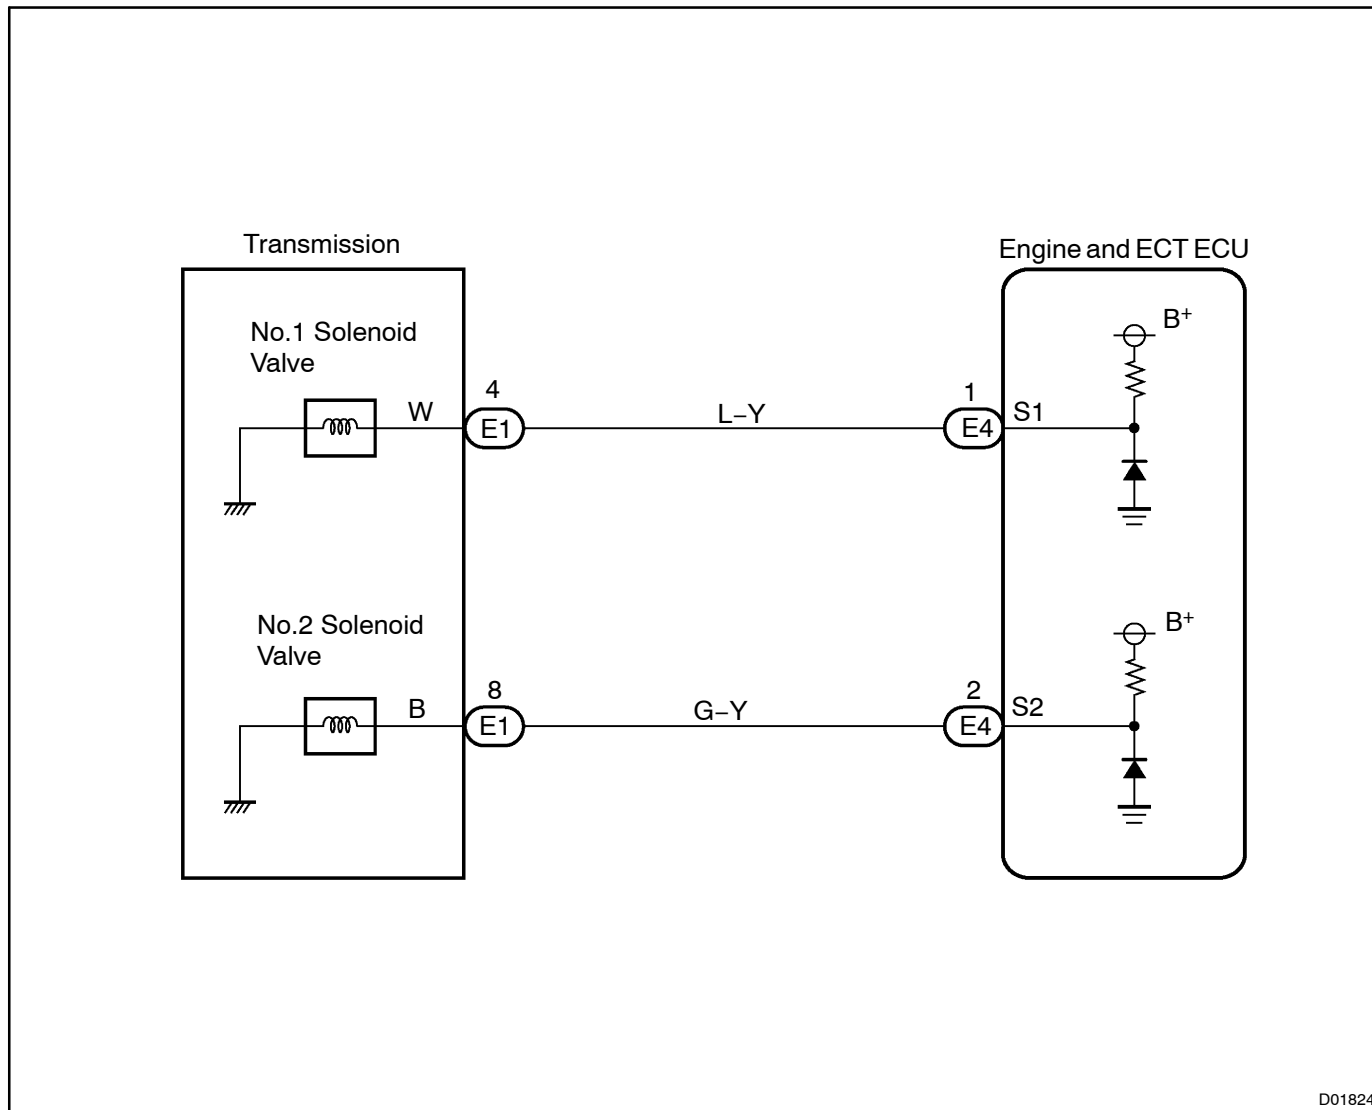 Transmission
Engine and ECT ECU
No.1 Solenoid
Valve
B+
W
4
E1
L–Y
1
E4
S1
No.2 Solenoid
Valve
B+
B
8
E1
G–Y
2
E4
S2
D01824